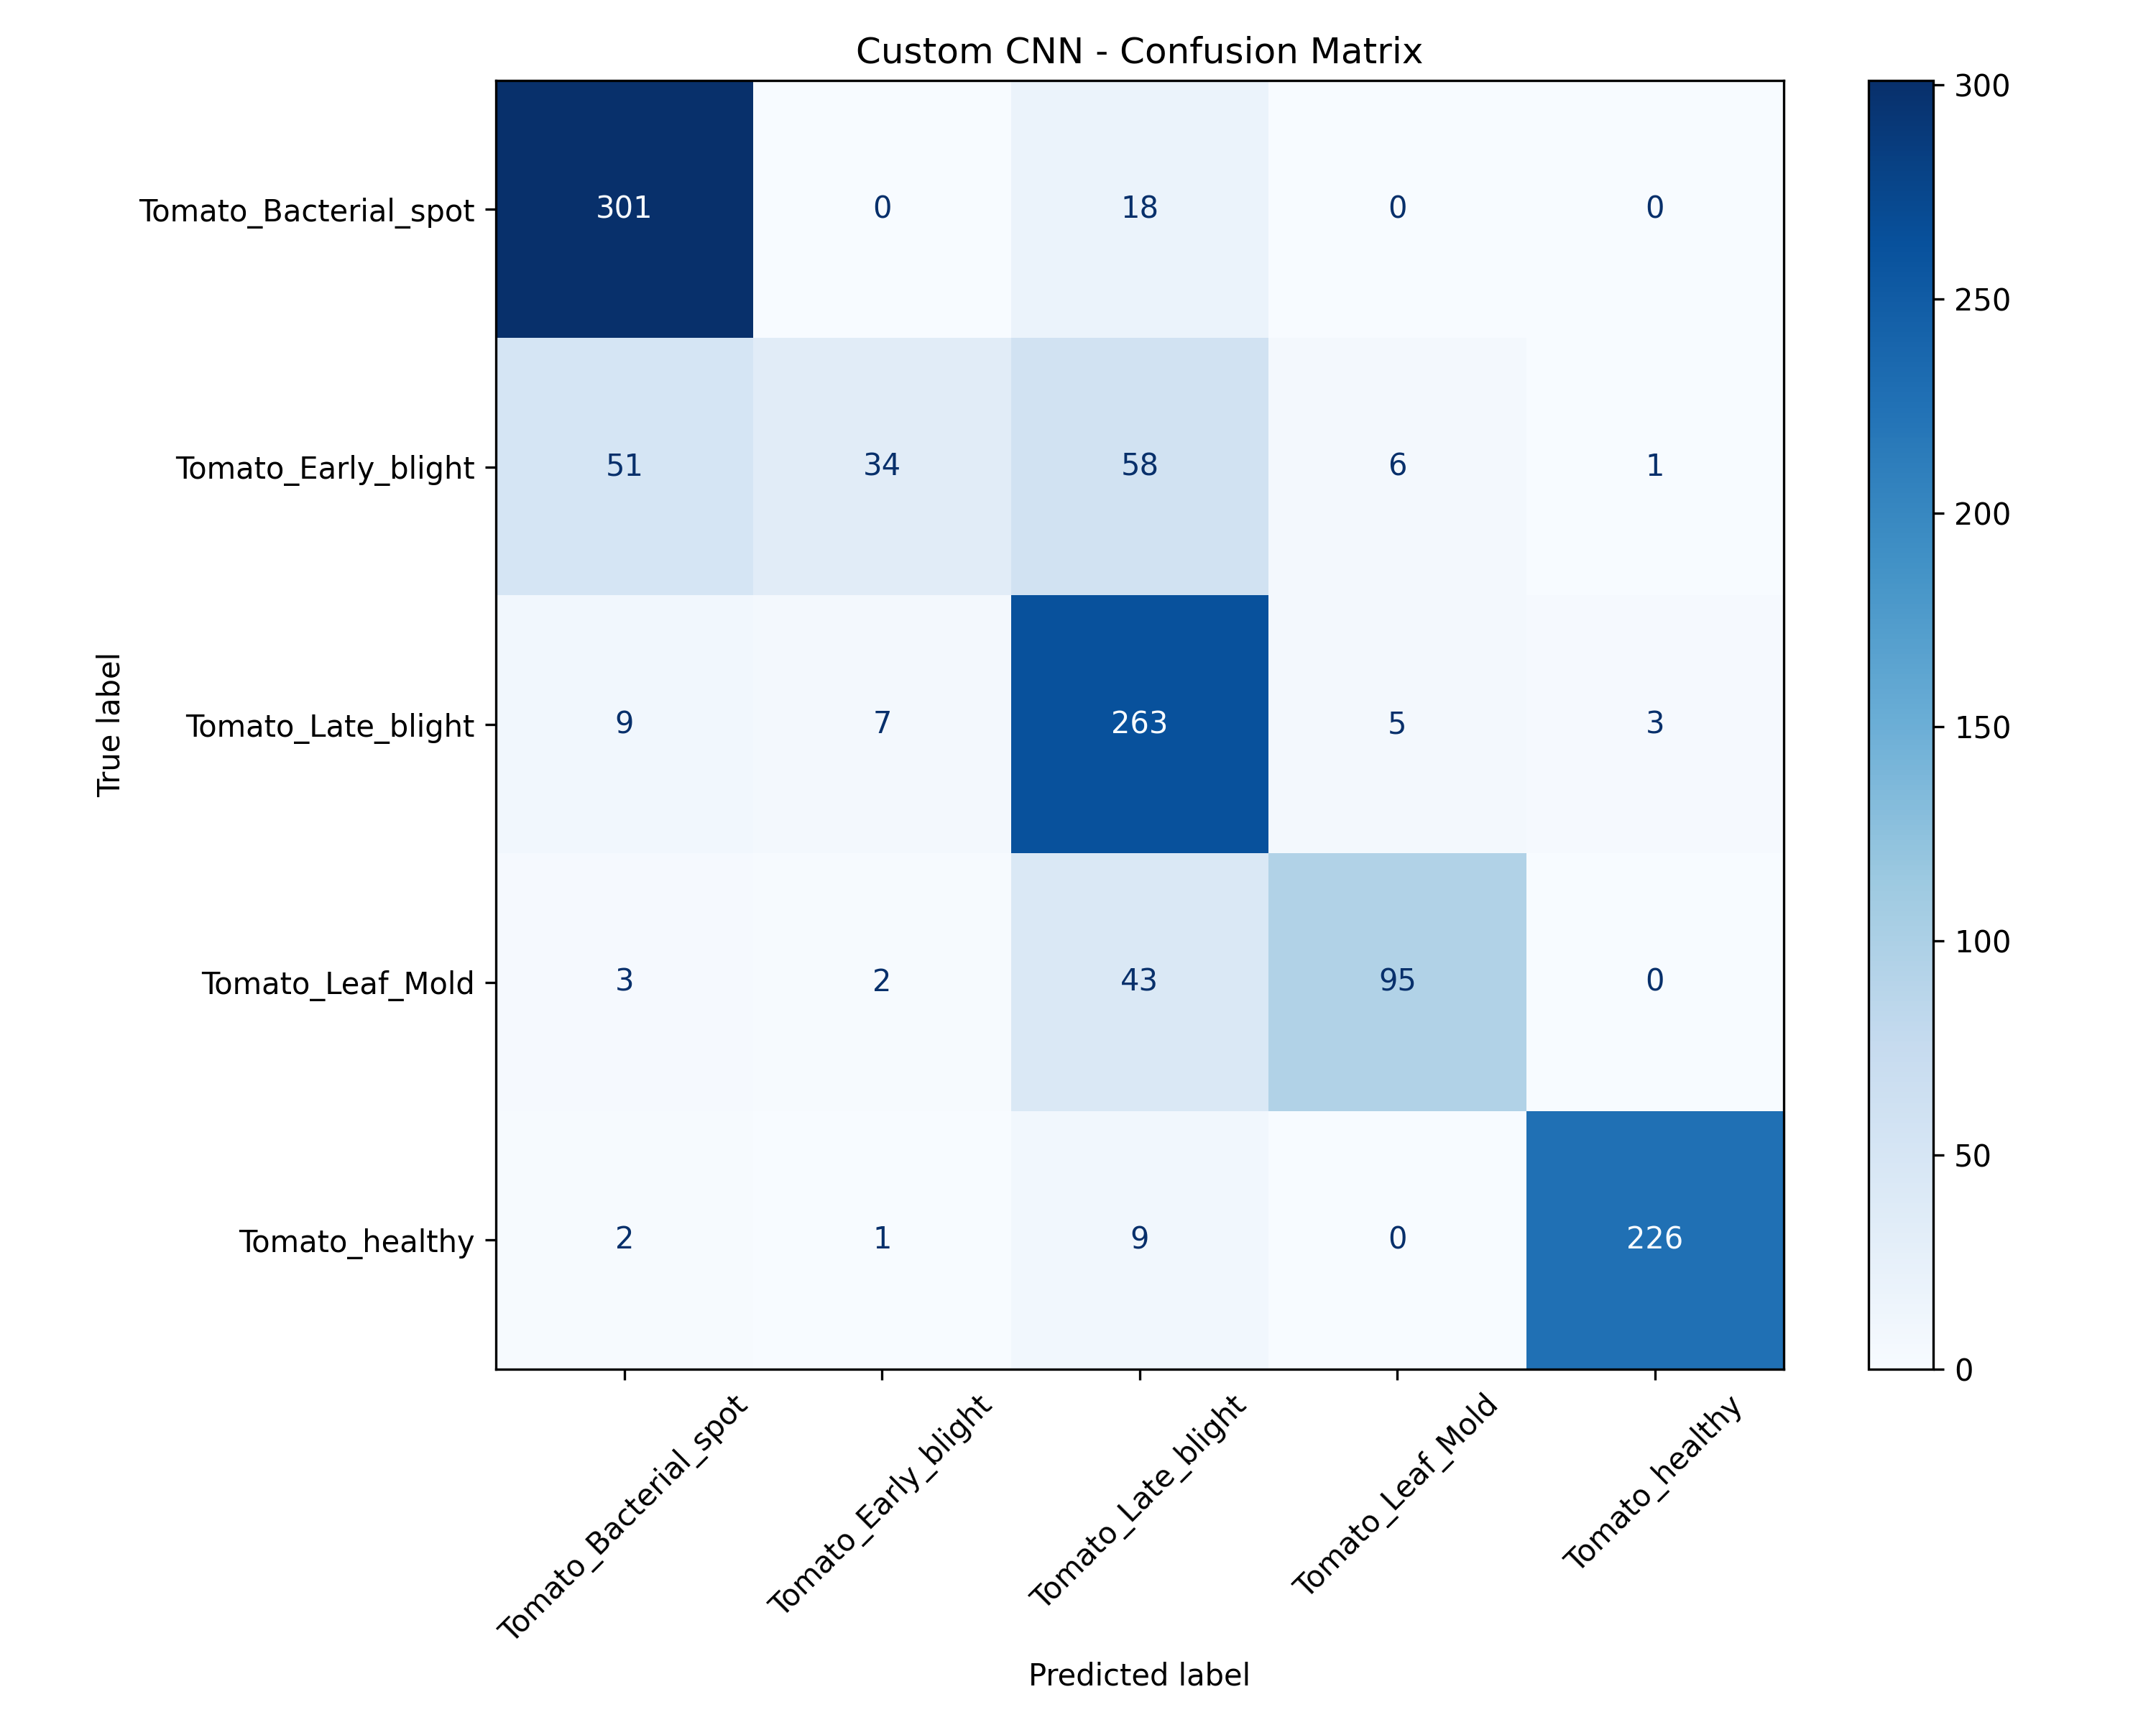 Custom CNN - Confusion Matrix
True label
Tomato_Bacterial_spot 301 0 18 0 0
Tomato_Early_blight 51 34 58 6 1
Tomato_Late_blight 9 7 263 5 3
Tomato_Leaf_Mold 3 2 43 95 0
Tomato_healthy 2 1 9 0 226
Tomato_Bacterial_spot
Tomato_Early_blight
Tomato_Late_blight
Tomato_Leaf_Mold
Tomato_healthy
Predicted label
300
250
200
150
100
50
0